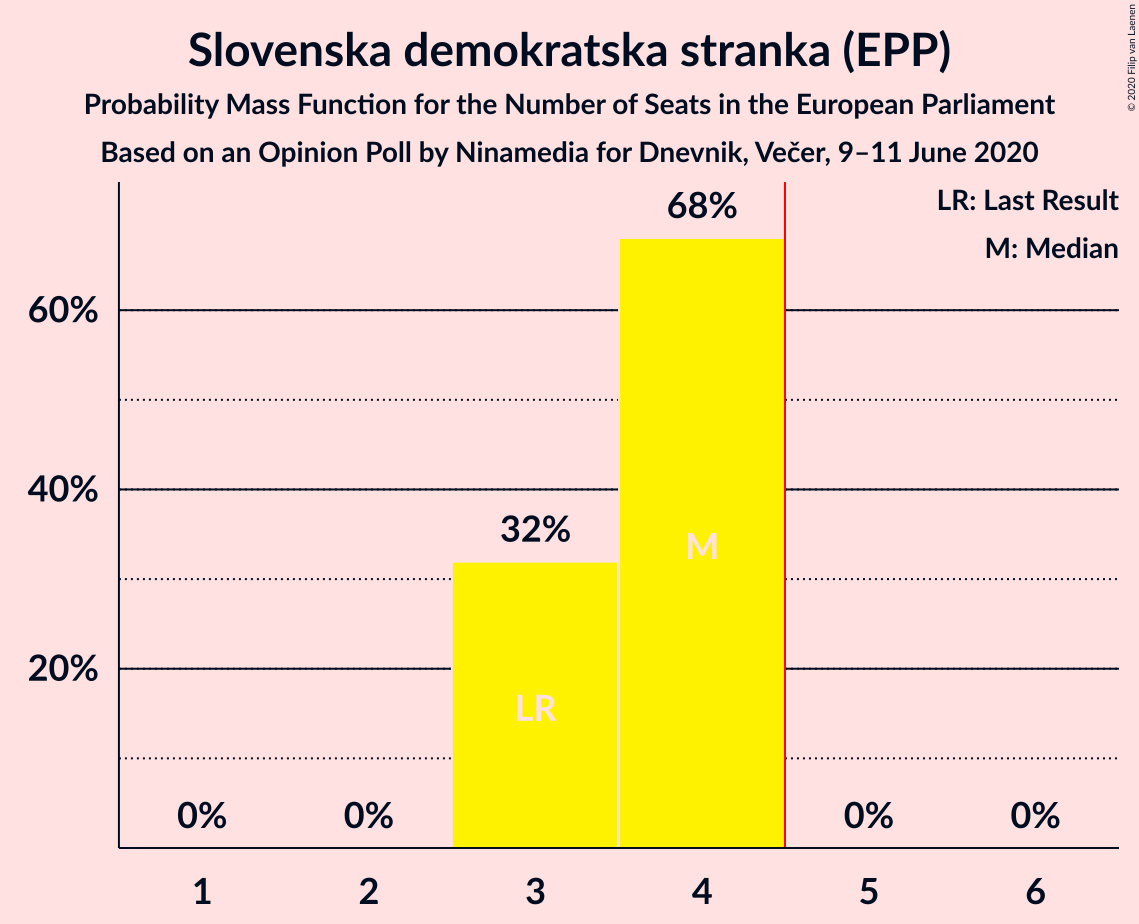 Slovenska demokratska stranka (EPP)
Probability Mass Function for the Number of Seats in the European Parliament
Based on an Opinion Poll by Ninamedia for Dnevnik, Večer, 9–11 June 2020
© 2020 Filip van Laenen
LR: Last Result
M: Median
68%
60%
40%
32%
M
20%
LR
0%
0%
0%
0%
1
2
3
4
5
6